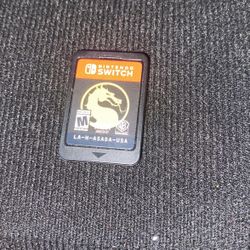 NINTENDO
SWITCH
M
LA-H-ASADA-USA